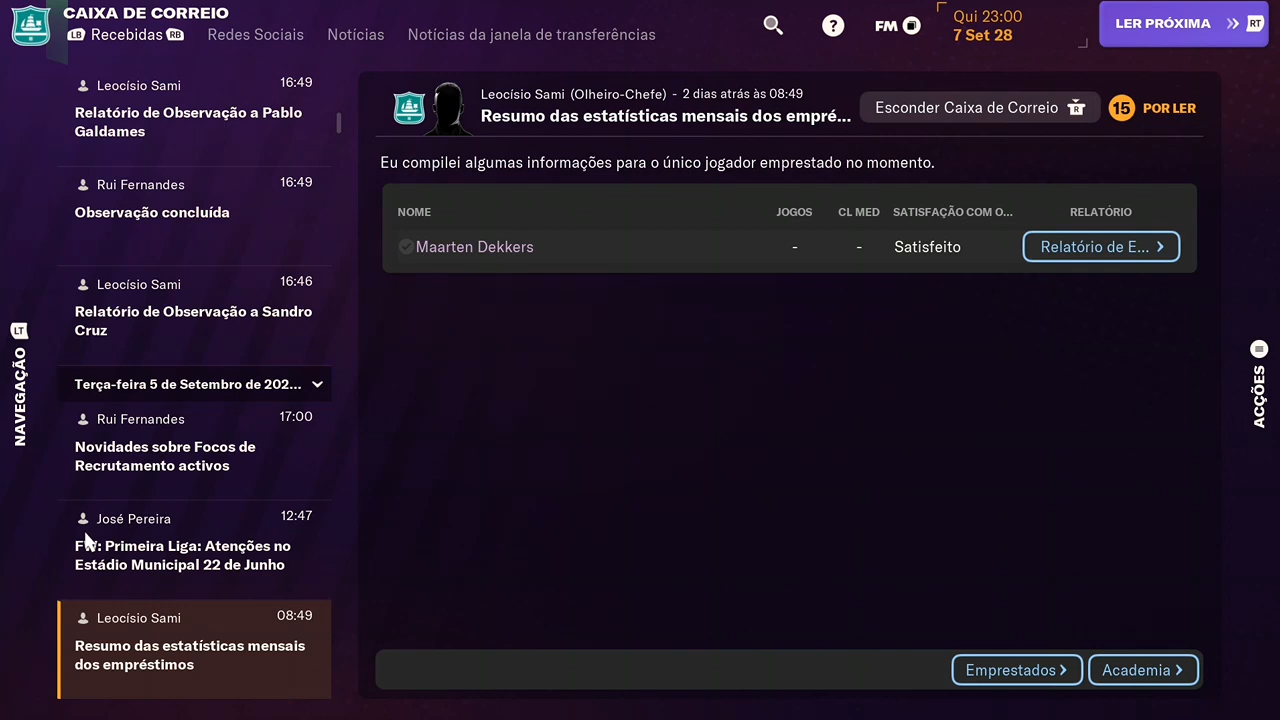 CAIXA DE CORREIO
LB Recebidas RB Redes Sociais Notícias Notícias da janela de transferências
FM
Qui 23:00
7 Set 28
LER PRÓXIMA RT
Leocísio Sami 16:49
Relatório de Observação a Pablo
Galdames
Rui Fernandes 16:49
Observação concluída
Leocísio Sami 16:46
Relatório de Observação a Sandro
Cruz
Terça-feira 5 de Setembro de 202...
Rui Fernandes 17:00
Novidades sobre Focos de
Recrutamento activos
José Pereira 12:47
FW: Primeira Liga: Atenções no
Estádio Municipal 22 de Junho
Leocísio Sami 08:49
Resumo das estatísticas mensais
dos empréstimos
LT
NAVEGAÇÃO
Leocísio Sami (Olheiro-Chefe) - 2 dias atrás às 08:49
Resumo das estatísticas mensais dos empré...
Esconder Caixa de Correio R
15 POR LER
Eu compilei algumas informações para o único jogador emprestado no momento.
NOME JOGOS CL MED SATISFAÇÃO COM O... RELATÓRIO
Maarten Dekkers - - Satisfeito Relatório de E...
Emprestados Academia
ACÇÕES